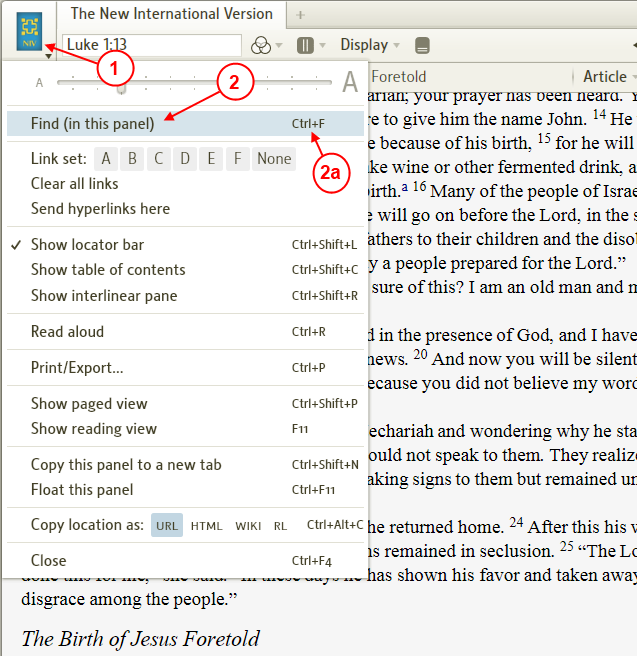 The New International Version
+
NIV
Luke 1:13
Display
1
A
2
A
Foretold
Article
Find (in this panel) Ctrl+F
2a
Link set: A B C D E F None
Clear all links
Send hyperlinks here
✓ Show locator bar Ctrl+Shift+L
Show table of contents Ctrl+Shift+C
Show interlinear pane Ctrl+Shift+R
Read aloud Ctrl+R
Print/Export... Ctrl+P
Show paged view Ctrl+Shift+P
Show reading view F11
Copy this panel to a new tab Ctrl+Shift+N
Float this panel Ctrl+F11
Copy location as: URL HTML WIKI RL Ctrl+Alt+C
Close Ctrl+F4
ariah; your prayer has been heard. Y
re to give him the name John. 14 He
e because of his birth, 15 for he will
ke wine or other fermented drink, a
irth.a 16 Many of the people of Israe
e will go on before the Lord, in the s
athers to their children and the disob
y a people prepared for the Lord.”
sure of this? I am an old man and m
d in the presence of God, and I have
news. 20 And now you will be silent
ecause you did not believe my word
echariah and wondering why he sta
ould not speak to them. They realize
aking signs to them but remained un
he returned home. 24 After this his w
ns remained in seclusion. 25 “The Lo
done this for me,” she said. “In these days he has shown his favor and taken away
disgrace among the people.”
The Birth of Jesus Foretold